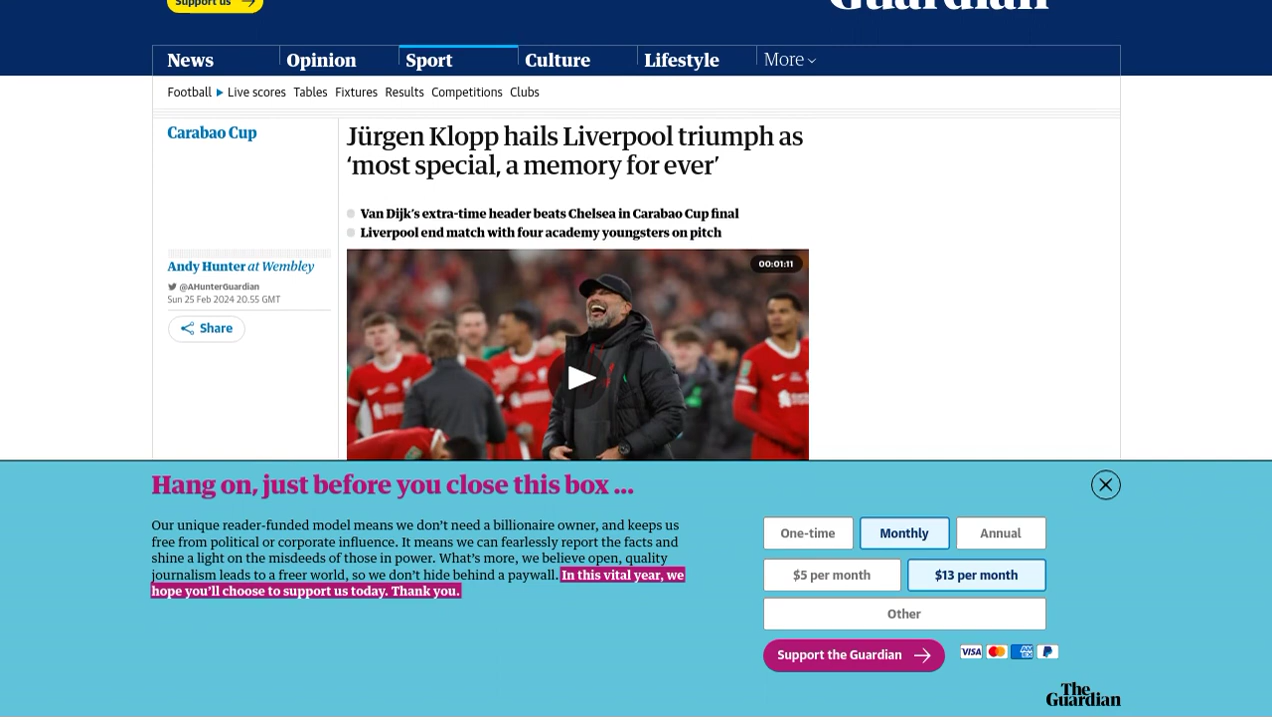 Support us
Guardian
News
Opinion
Sport
Culture
Lifestyle
More
Football
Live scores
Tables
Fixtures
Results
Competitions
Clubs
Carabao Cup
Jürgen Klopp hails Liverpool triumph as
‘most special, a memory for ever’
Van Dijk’s extra-time header beats Chelsea in Carabao Cup final
Liverpool end match with four academy youngsters on pitch
Andy Hunter at Wembley
@AHunterGuardian
Sun 25 Feb 2024 20.55 GMT
Share
00:01:11
Hang on, just before you close this box ...
Our unique reader-funded model means we don’t need a billionaire owner, and keeps us
free from political or corporate influence. It means we can fearlessly report the facts and
shine a light on the misdeeds of those in power. What’s more, we believe open, quality
journalism leads to a freer world, so we don’t hide behind a paywall. In this vital year, we
hope you’ll choose to support us today. Thank you.
One-time
Monthly
Annual
$5 per month
$13 per month
Other
Support the Guardian
VISA
The
Guardian